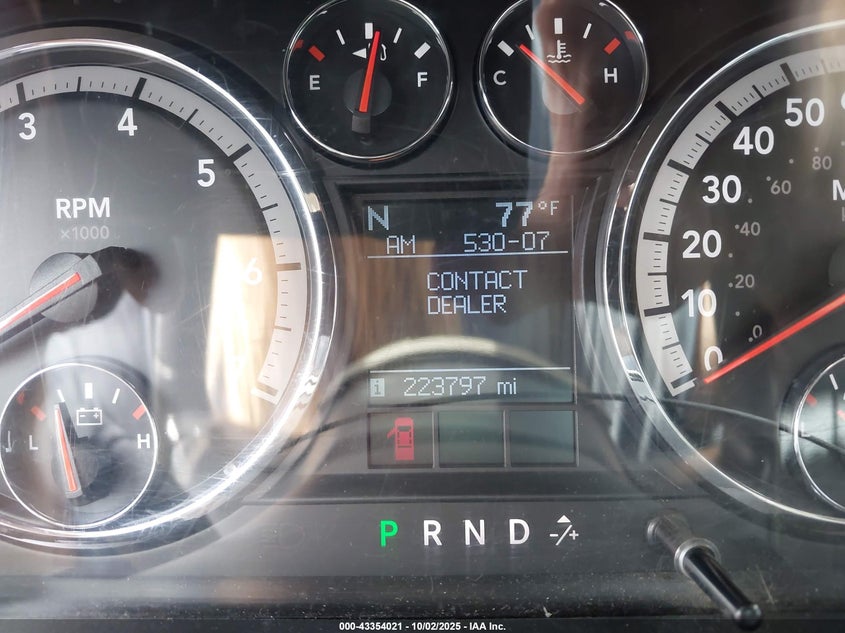 E F
C H
3 4 5 6
RPM
×1000
L H
N 77°F
AM 530-07
CONTACT
DEALER
i 223797 mi
P R N D -/+
50
40
30
20
10
0
80
60
40
20
0
M
000-43354021 - 10/02/2025 - IAA Inc.